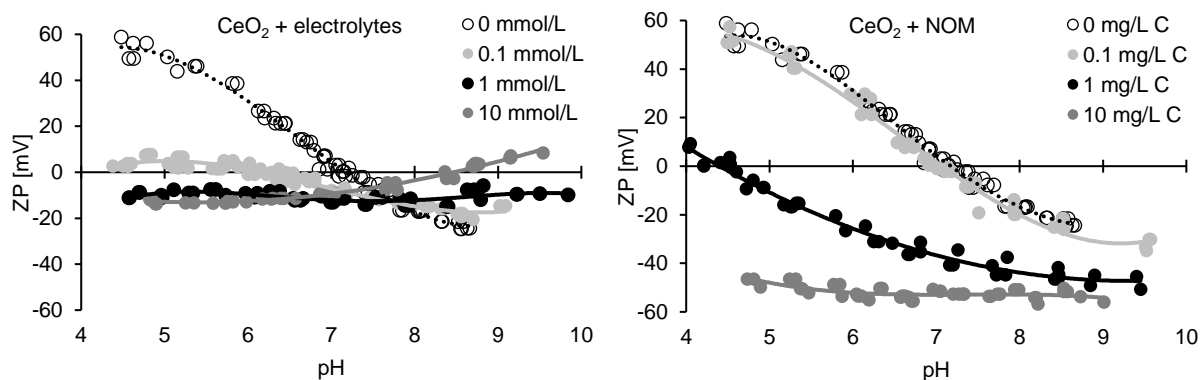 CeO2 + electrolytes
0 mmol/L
0.1 mmol/L
1 mmol/L
10 mmol/L
ZP [mV]
60
40
20
0
-20
-40
-60
4 5 6 7 8 9 10
pH
CeO2 + NOM
0 mg/L C
0.1 mg/L C
1 mg/L C
10 mg/L C
ZP [mV]
60
40
20
0
-20
-40
-60
4 5 6 7 8 9 10
pH